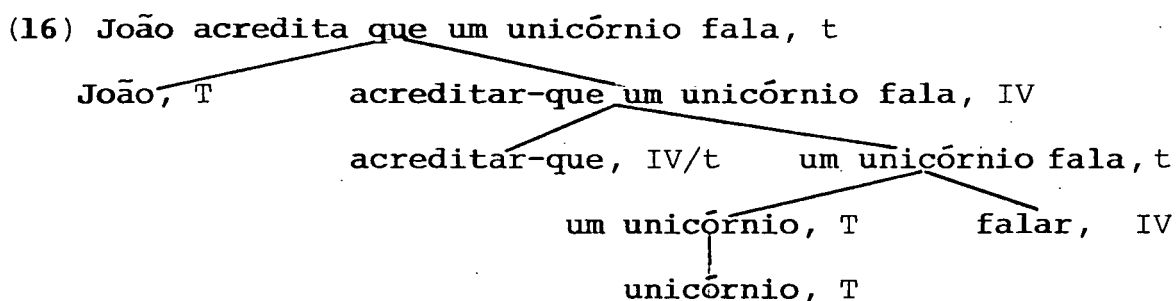 (16) João acredita que um unicórnio fala, t
João, T acreditar-que um unicórnio fala, IV
acreditar-que, IV/t um unicórnio fala, t
um unicórnio, T falar, IV
unicórnio, T